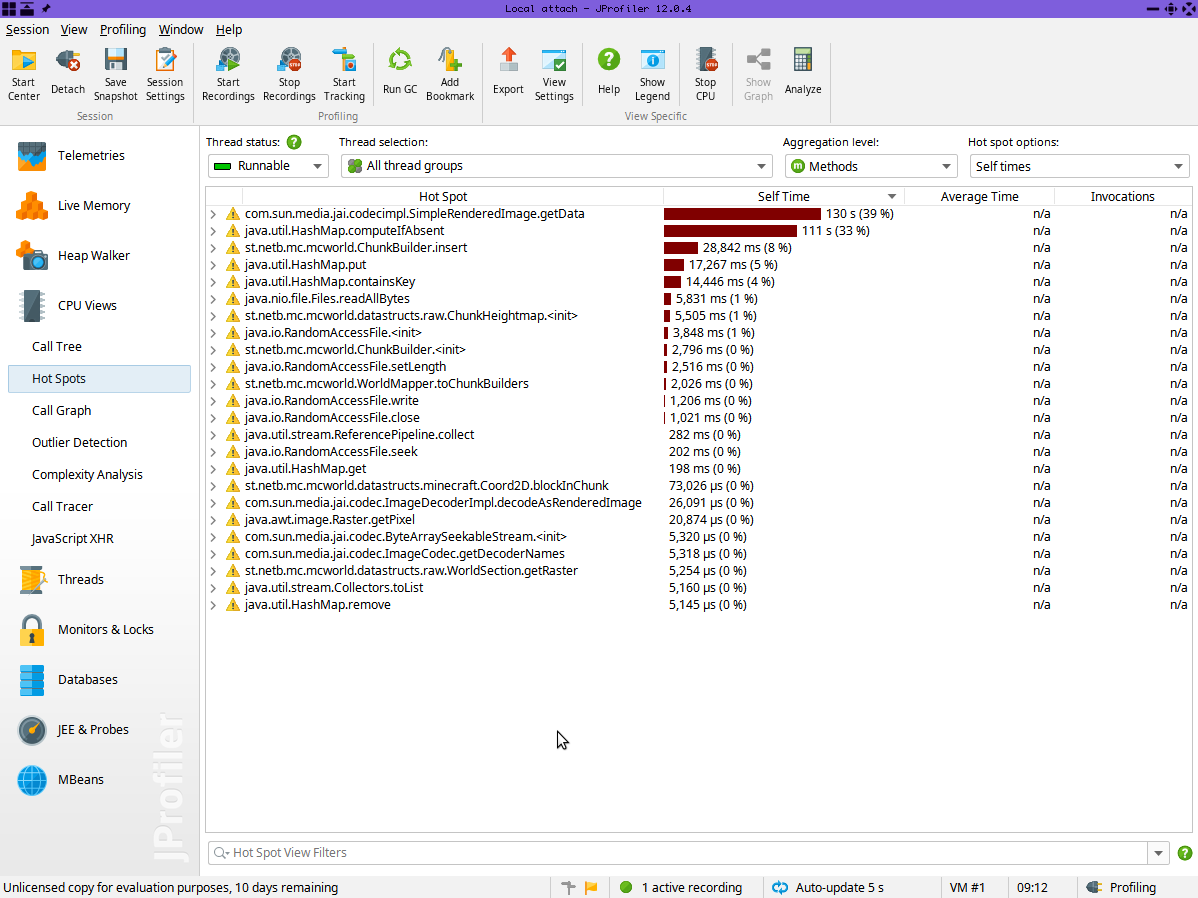 Local attach - JProfiler 12.0.4
Session View Profiling Window Help
Start Center
Detach
Save Snapshot
Session Settings
Start Recordings
Stop Recordings
Start Tracking
Run GC
Add Bookmark
Export
View Settings
Help
Show Legend
Stop CPU
Show Graph
Analyze
Session
Profiling
View Specific
Telemetries
Live Memory
Heap Walker
CPU Views
Call Tree
Hot Spots
Call Graph
Outlier Detection
Complexity Analysis
Call Tracer
JavaScript XHR
Threads
Monitors & Locks
Databases
JEE & Probes
MBeans
JProfiler
Thread status: Thread selection: Aggregation level: Hot spot options:
Runnable All thread groups m Methods Self times
Hot Spot Self Time Average Time Invocations
com.sun.media.jai.codecimpl.SimpleRenderedImage.getData 130 s (39 %) n/a n/a
java.util.HashMap.computeIfAbsent 111 s (33 %) n/a n/a
st.netb.mc.mcworld.ChunkBuilder.insert 28,842 ms (8 %) n/a n/a
java.util.HashMap.put 17,267 ms (5 %) n/a n/a
java.util.HashMap.containsKey 14,446 ms (4 %) n/a n/a
java.nio.file.Files.readAllBytes 5,831 ms (1 %) n/a n/a
st.netb.mc.mcworld.datastructs.raw.ChunkHeightmap.<init> 5,505 ms (1 %) n/a n/a
java.io.RandomAccessFile.<init> 3,848 ms (1 %) n/a n/a
st.netb.mc.mcworld.ChunkBuilder.<init> 2,796 ms (0 %) n/a n/a
java.io.RandomAccessFile.setLength 2,516 ms (0 %) n/a n/a
st.netb.mc.mcworld.WorldMapper.toChunkBuilders 2,026 ms (0 %) n/a n/a
java.io.RandomAccessFile.write 1,206 ms (0 %) n/a n/a
java.io.RandomAccessFile.close 1,021 ms (0 %) n/a n/a
java.util.stream.ReferencePipeline.collect 282 ms (0 %) n/a n/a
java.io.RandomAccessFile.seek 202 ms (0 %) n/a n/a
java.util.HashMap.get 198 ms (0 %) n/a n/a
st.netb.mc.mcworld.datastructs.minecraft.Coord2D.blockInChunk 73,026 µs (0 %) n/a n/a
com.sun.media.jai.codec.ImageDecoderImpl.decodeAsRenderedImage 26,091 µs (0 %) n/a n/a
java.awt.image.Raster.getPixel 20,874 µs (0 %) n/a n/a
com.sun.media.jai.codec.ByteArraySeekableStream.<init> 5,320 µs (0 %) n/a n/a
com.sun.media.jai.codec.ImageCodec.getDecoderNames 5,318 µs (0 %) n/a n/a
st.netb.mc.mcworld.datastructs.raw.WorldSection.getRaster 5,254 µs (0 %) n/a n/a
java.util.stream.Collectors.toList 5,160 µs (0 %) n/a n/a
java.util.HashMap.remove 5,145 µs (0 %) n/a n/a
Hot Spot View Filters
Unlicensed copy for evaluation purposes, 10 days remaining 1 active recording Auto-update 5 s VM #1 09:12 Profiling